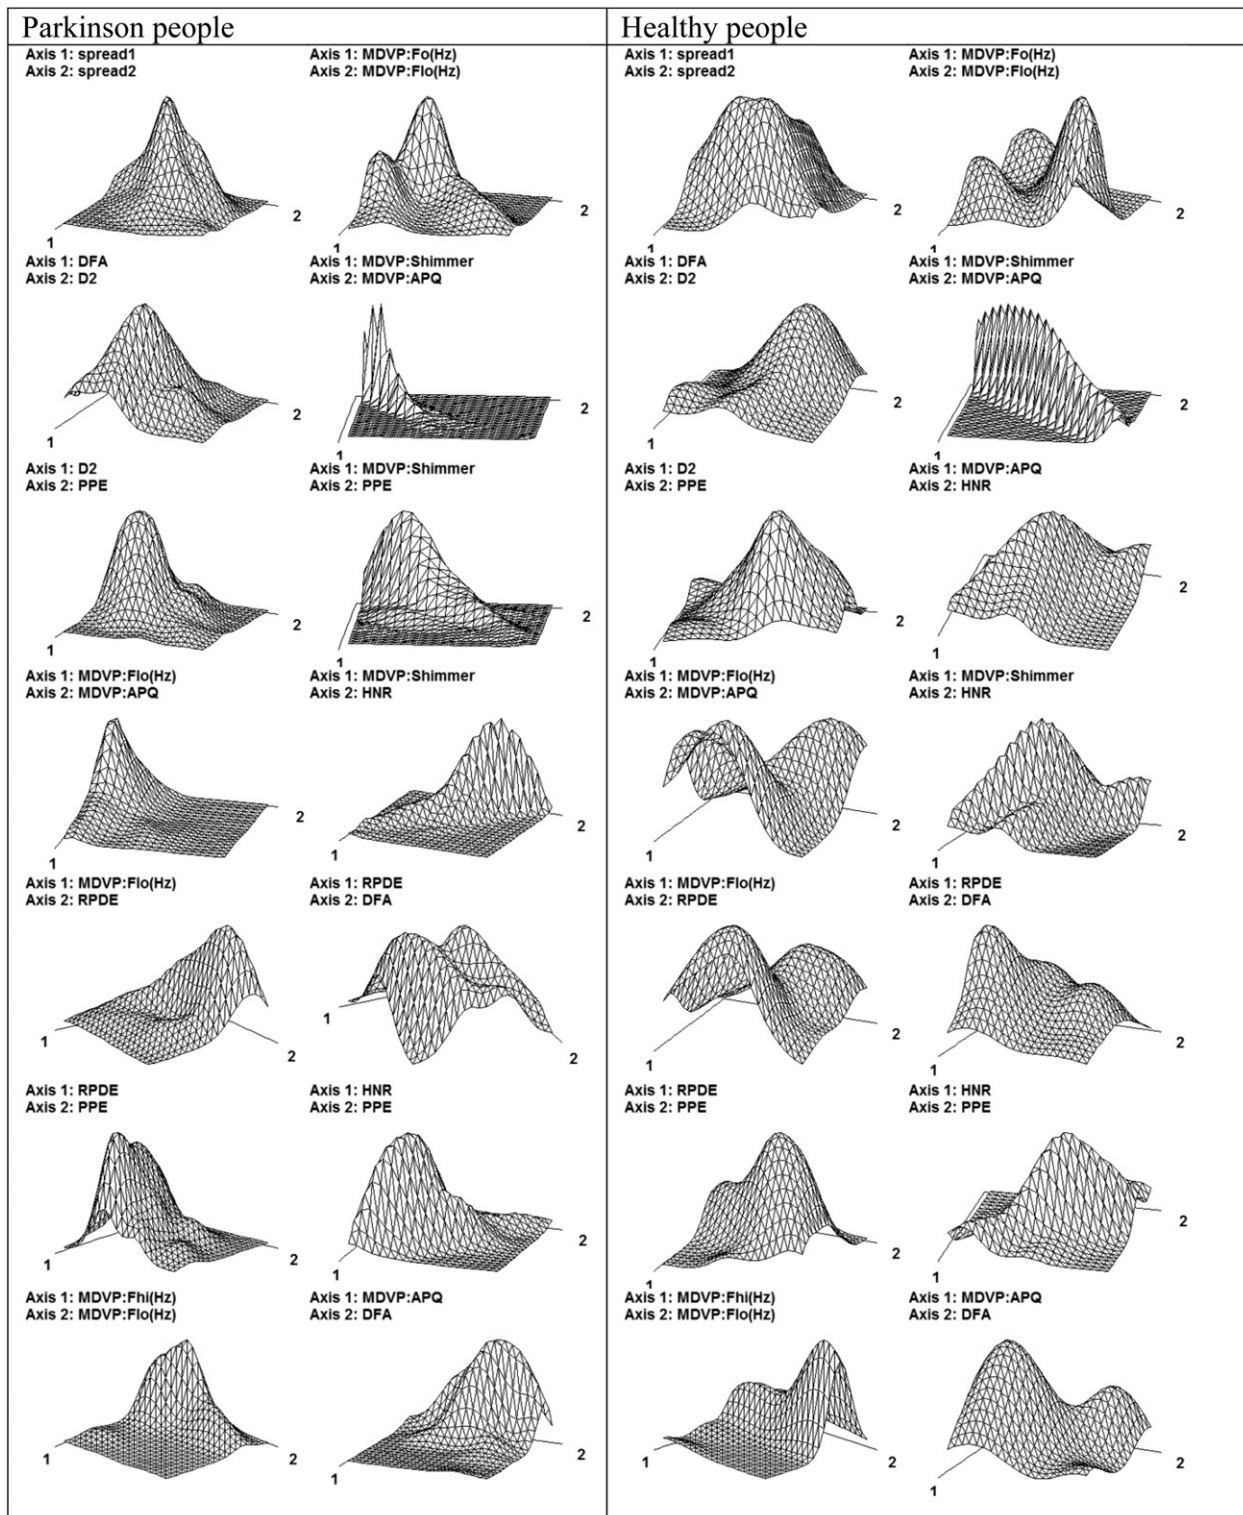 Parkinson people
Healthy people
Axis 1: spread1
Axis 2: spread2
Axis 1: MDVP:Fo(Hz)
Axis 2: MDVP:Flo(Hz)
Axis 1: spread1
Axis 2: spread2
Axis 1: MDVP:Fo(Hz)
Axis 2: MDVP:Flo(Hz)
2
2
2
2
1
1
1
1
Axis 1: DFA
Axis 2: D2
Axis 1: MDVP:Shimmer
Axis 2: MDVP:APQ
Axis 1: DFA
Axis 2: D2
Axis 1: MDVP:Shimmer
Axis 2: MDVP:APQ
2
2
2
2
1
1
1
1
Axis 1: D2
Axis 2: PPE
Axis 1: MDVP:Shimmer
Axis 2: PPE
Axis 1: D2
Axis 2: PPE
Axis 1: MDVP:APQ
Axis 2: HNR
2
2
2
2
1
1
1
1
Axis 1: MDVP:Flo(Hz)
Axis 2: MDVP:APQ
Axis 1: MDVP:Shimmer
Axis 2: HNR
Axis 1: MDVP:Flo(Hz)
Axis 2: MDVP:APQ
Axis 1: MDVP:Shimmer
Axis 2: HNR
2
2
2
2
1
1
1
1
Axis 1: MDVP:Flo(Hz)
Axis 2: RPDE
Axis 1: RPDE
Axis 2: DFA
Axis 1: MDVP:Flo(Hz)
Axis 2: RPDE
Axis 1: RPDE
Axis 2: DFA
1
2
1
2
1
2
1
2
Axis 1: RPDE
Axis 2: PPE
Axis 1: HNR
Axis 2: PPE
Axis 1: RPDE
Axis 2: PPE
Axis 1: HNR
Axis 2: PPE
2
2
2
2
1
1
1
1
Axis 1: MDVP:Fhi(Hz)
Axis 2: MDVP:Flo(Hz)
Axis 1: MDVP:APQ
Axis 2: DFA
Axis 1: MDVP:Fhi(Hz)
Axis 2: MDVP:Flo(Hz)
Axis 1: MDVP:APQ
Axis 2: DFA
1
2
1
2
1
2
1
2